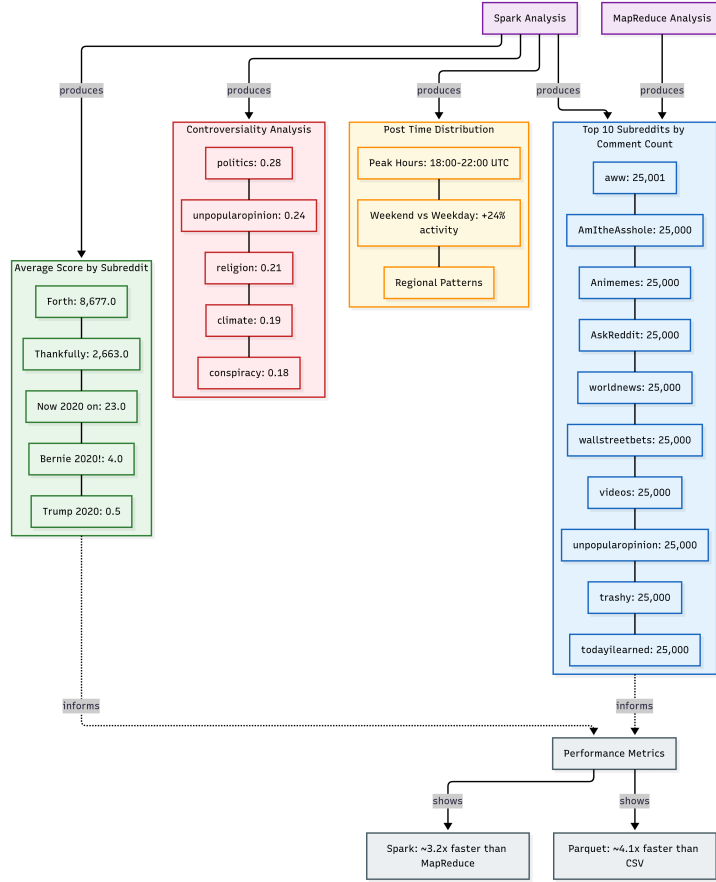 Spark Analysis
MapReduce Analysis
produces
produces
produces
produces
produces
Controversiality Analysis
politics: 0.28
unpopularopinion: 0.24
religion: 0.21
climate: 0.19
conspiracy: 0.18
Post Time Distribution
Peak Hours: 18:00-22:00 UTC
Weekend vs Weekday: +24%
activity
Regional Patterns
Top 10 Subreddits by
Comment Count
aww: 25,001
AmItheAsshole: 25,000
Animemes: 25,000
AskReddit: 25,000
worldnews: 25,000
wallstreetbets: 25,000
videos: 25,000
unpopularopinion: 25,000
trashy: 25,000
todayilearned: 25,000
Average Score by Subreddit
Forth: 8,677.0
Thankfully: 2,663.0
Now 2020 on: 23.0
Bernie 2020!: 4.0
Trump 2020: 0.5
informs
informs
Performance Metrics
shows
shows
Spark: ~3.2x faster than
MapReduce
Parquet: ~4.1x faster than
CSV